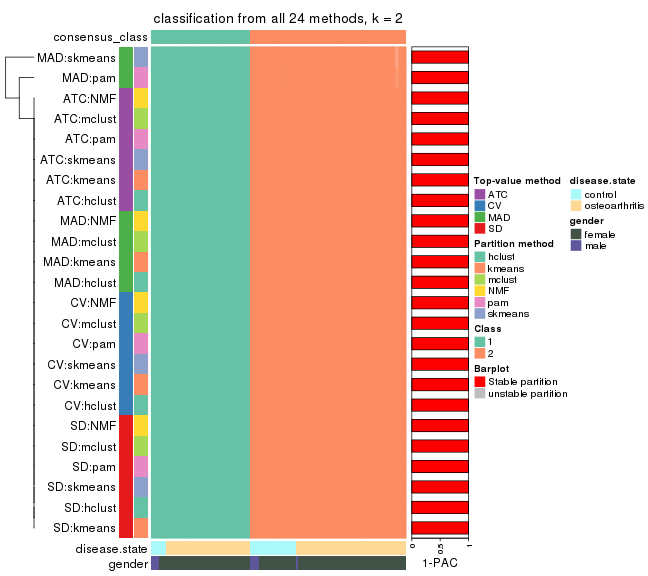 classification from all 24 methods, k = 2
consensus_class
MAD:skmeans
MAD:pam
ATC:NMF
ATC:mclust
ATC:pam
ATC:skmeans
ATC:kmeans
ATC:hclust
MAD:NMF
MAD:mclust
MAD:kmeans
MAD:hclust
CV:NMF
CV:mclust
CV:pam
CV:skmeans
CV:kmeans
CV:hclust
SD:NMF
SD:mclust
SD:pam
SD:skmeans
SD:hclust
SD:kmeans
disease.state
gender
0 0.5 1
1-PAC
Top-value method
ATC
CV
MAD
SD
Partition method
hclust
kmeans
mclust
NMF
pam
skmeans
Class
1
2
Barplot
Stable partition
unstable partition
disease.state
control
osteoarthritis
gender
female
male